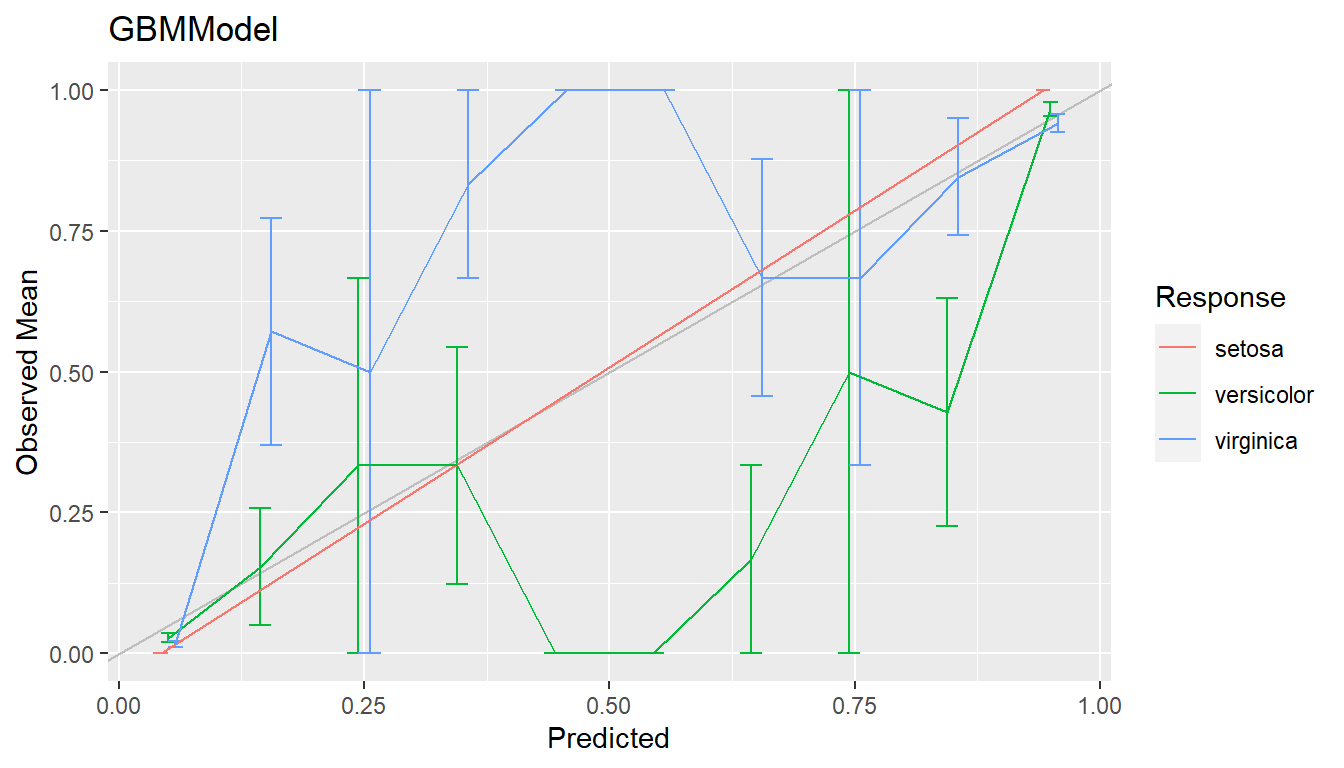 GBMModel
Observed Mean
1.00
0.75
0.50
0.25
0.00
0.00 0.25 0.50 0.75 1.00
Predicted
Response
setosa
versicolor
virginica